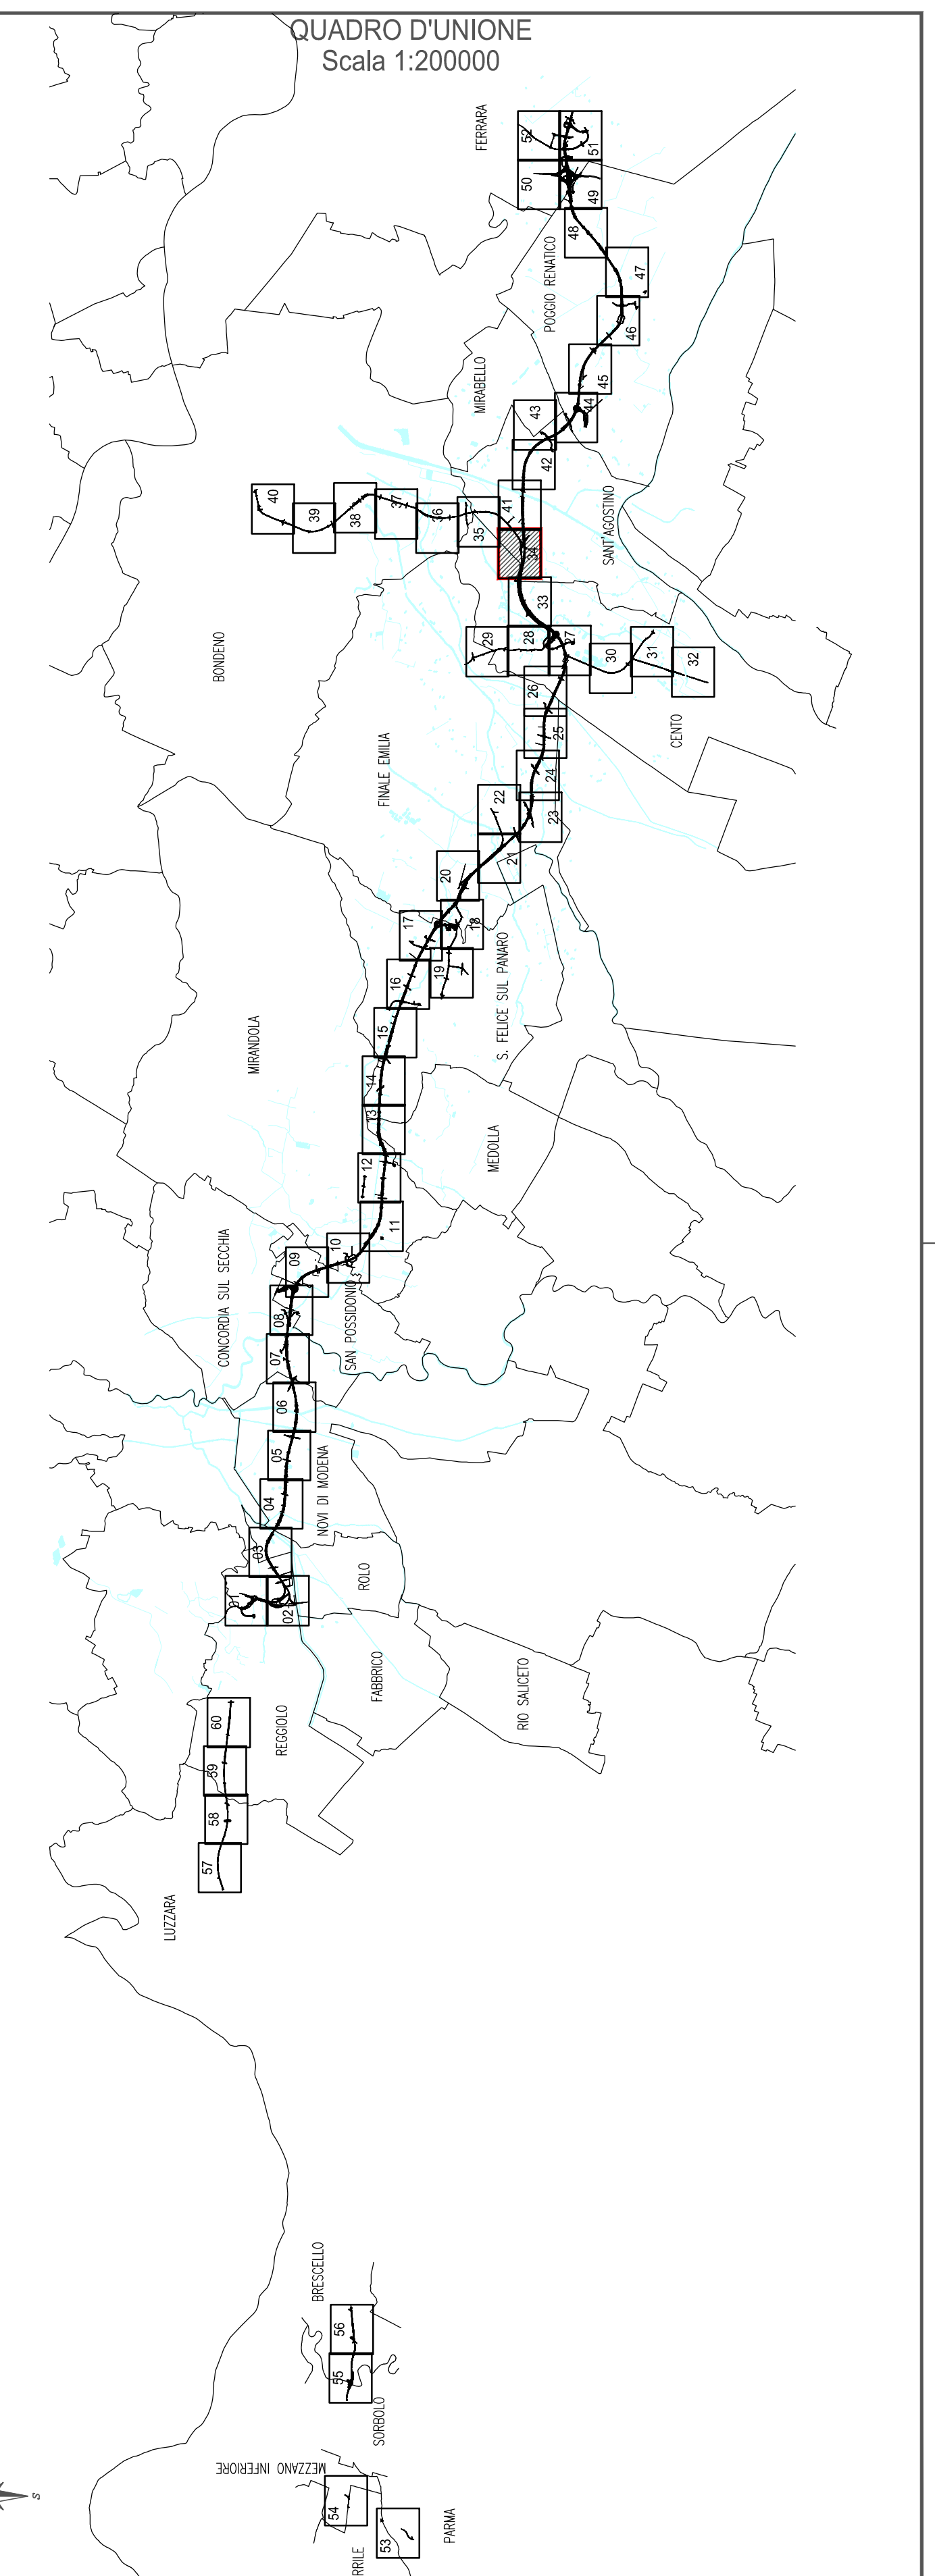 QUADRO D'UNIONE
Scala 1:200000
FERRARA
52
51
50
49
48
POGGIO RENATICO
47
46
MIRABELLO
45
44
43
42
40
39
38
37
36
35
41
34
SANT'AGOSTINO
33
BONDENO
29
28
27
30
31
32
26
CENTO
25
FINALE EMILIA
24
22
23
21
20
17
18
19
S. FELICE SUL PANARO
16
MIRANDOLA
15
14
13
MEDOLLA
12
11
10
09
CONCORDIA SUL SECCHIA
SAN POSSIDONIO
08
07
06
05
NOVI DI MODENA
04
03
ROLO
01
02
FABBRICO
RIO SALICETO
REGGIOLO
60
59
58
57
LUZZARA
BRESCELLO
56
55
SORBOLO
MEZZANO INFERIORE
S
54
53
PARMA
RRILE